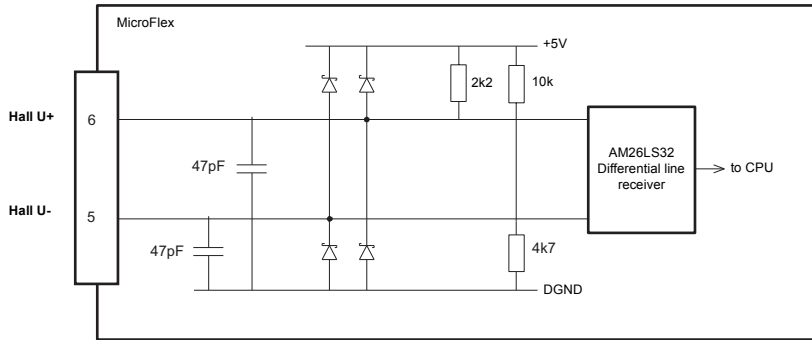 MicroFlex
+5V
2k2
10k
Hall U+
6
AM26LS32
Differential line
receiver
to CPU
47pF
Hall U-
5
47pF
4k7
DGND